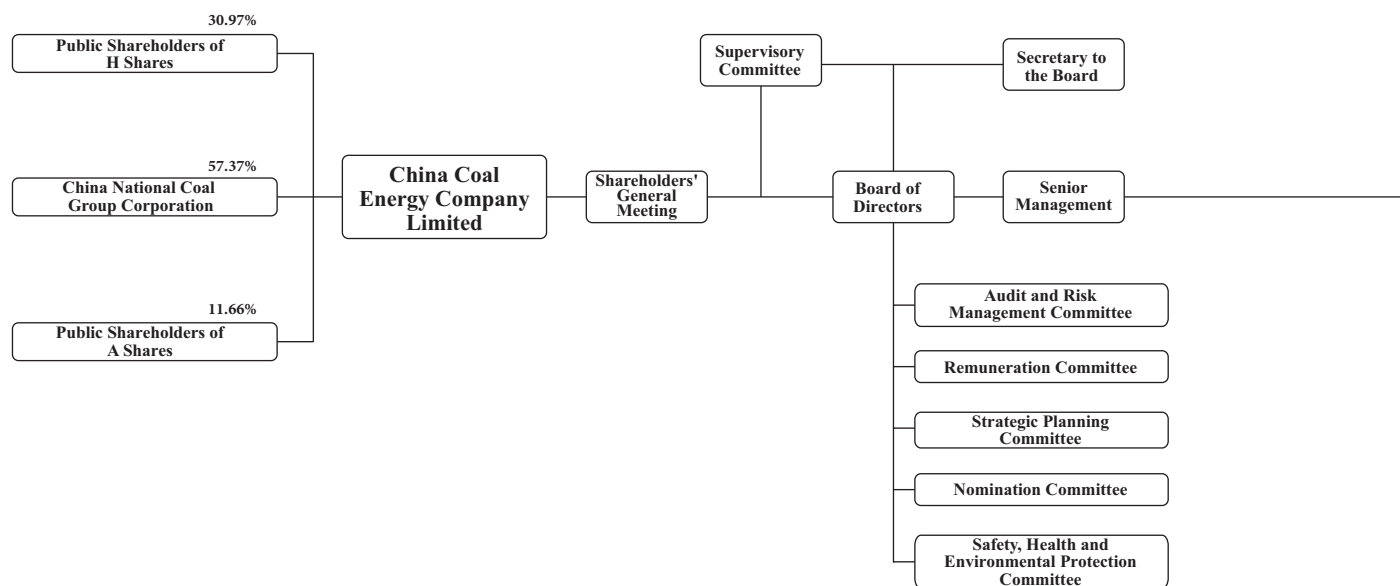 30.97%
Public Shareholders of
H Shares
57.37%
China National Coal
Group Corporation
11.66%
Public Shareholders of
A Shares
China Coal
Energy Company
Limited
Shareholders'
General
Meeting
Supervisory
Committee
Secretary to
the Board
Board of
Directors
Senior
Management
Audit and Risk
Management Committee
Remuneration Committee
Strategic Planning
Committee
Nomination Committee
Safety, Health and
Environmental Protection
Committee